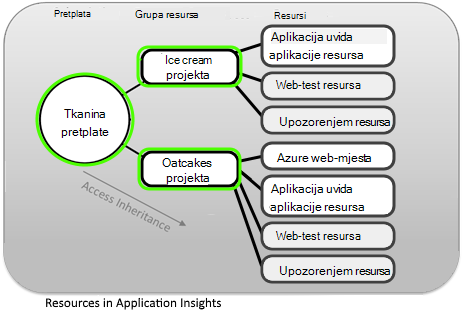 Pretplata
Grupa resursa
Resursi
Tkanina
pretplate
Ice cream
projekta
Aplikacija uvida
aplikacije resursa
Web-test resursa
Upozorenjem resursa
Oatcakes
projekta
Azure web-mjesta
Aplikacija uvida
aplikacije resursa
Web-test resursa
Upozorenjem resursa
Access Inheritance
Resources in Application Insights